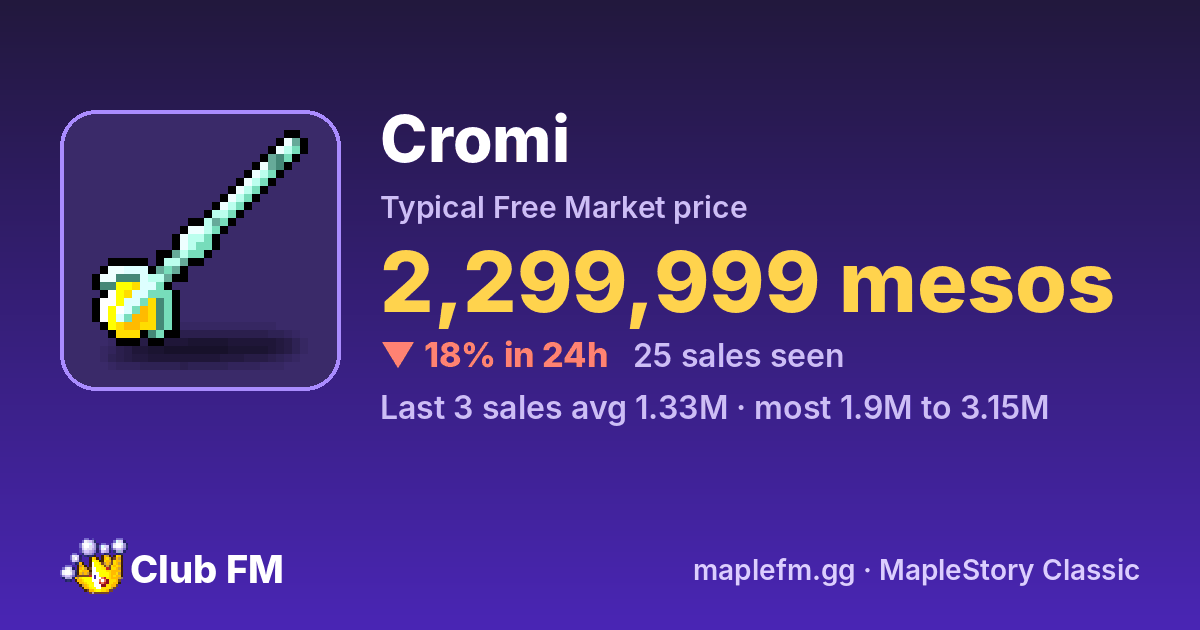 Cromi
Typical Free Market price
2,299,999 mesos
▼ 18% in 24h 25 sales seen
Last 3 sales avg 1.33M · most 1.9M to 3.15M
Club FM
maplefm.gg · MapleStory Classic